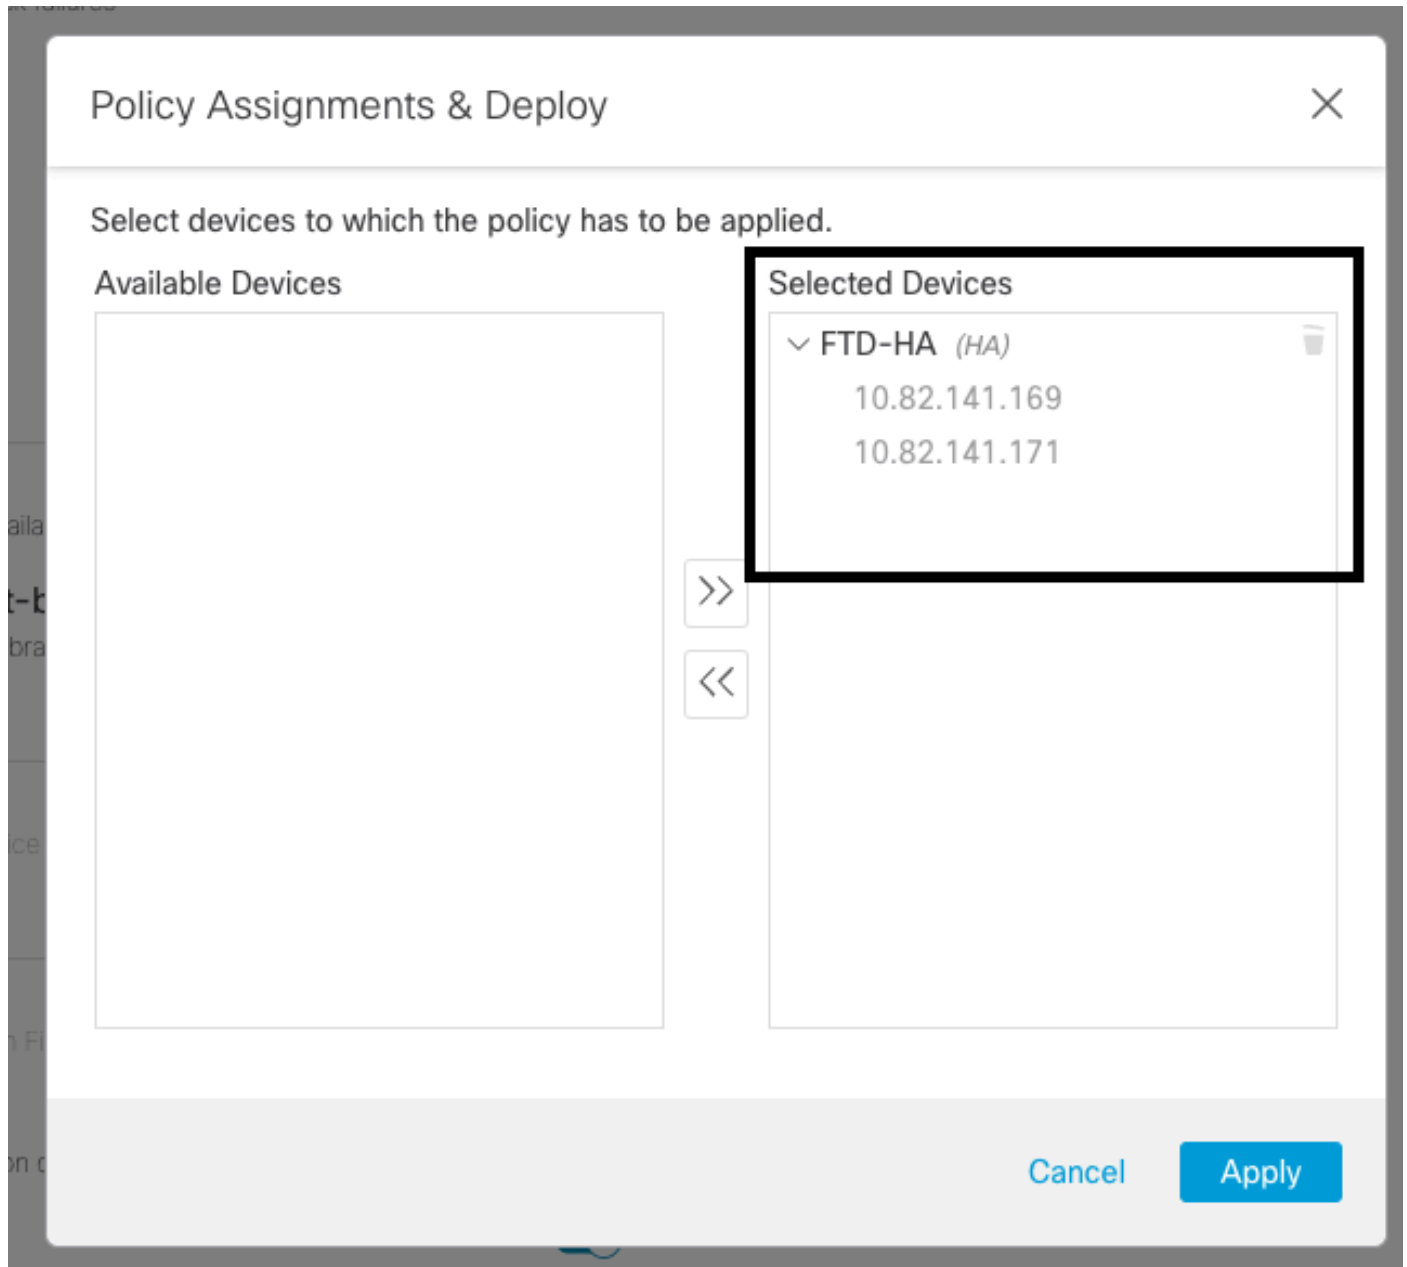 Policy Assignments & Deploy
Select devices to which the policy has to be applied.
Available Devices
Selected Devices
FTD-HA (HA)
10.82.141.169
10.82.141.171
Cancel
Apply